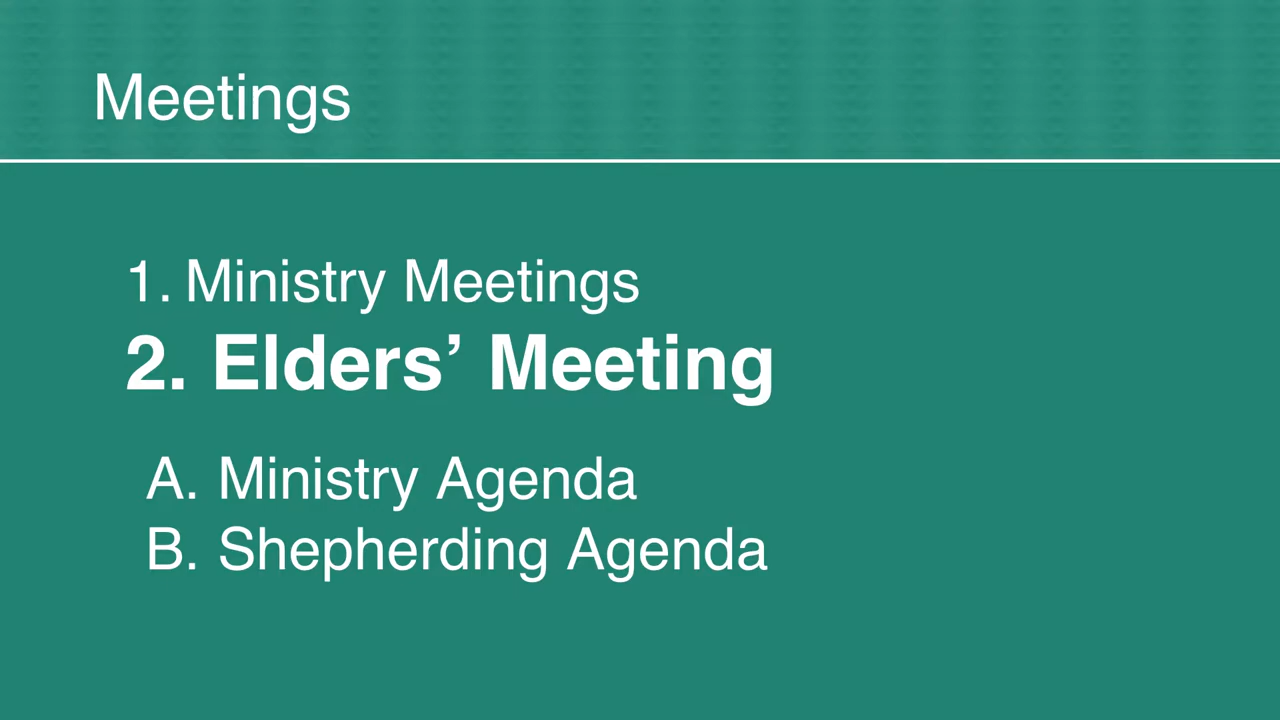 Meetings
1. Ministry Meetings
2. Elders’ Meeting
A. Ministry Agenda
B. Shepherding Agenda